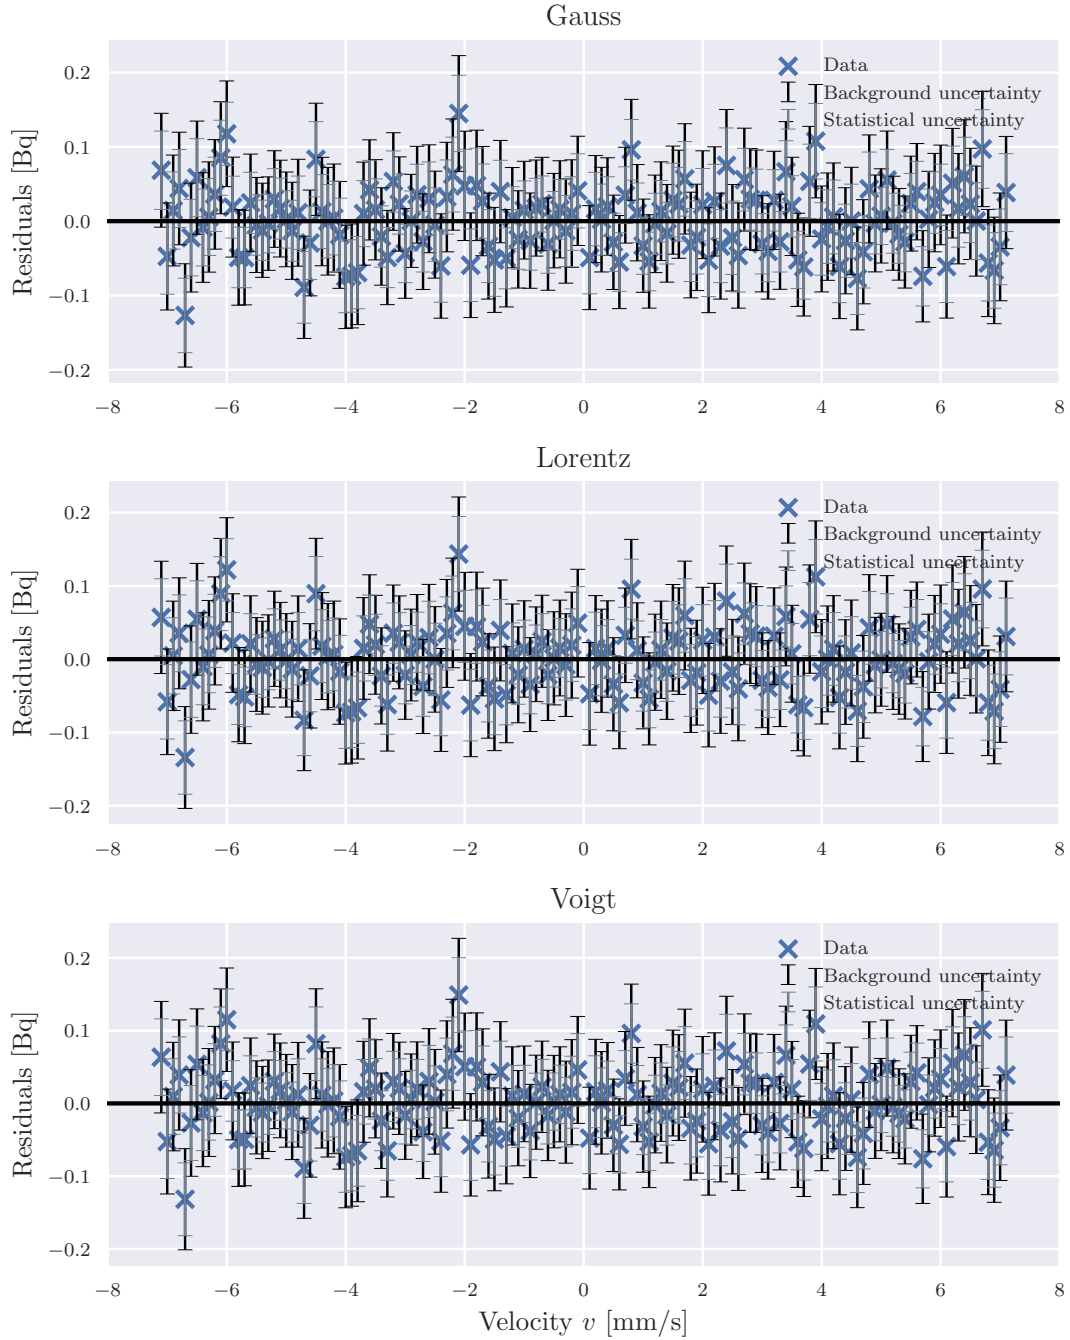 Gauss
Residuals [Bq]
0.2
0.1
0.0
−0.1
−0.2
Data
Background uncertainty
Statistical uncertainty
−8 −6 −4 −2 0 2 4 6 8
Lorentz
Residuals [Bq]
0.2
0.1
0.0
−0.1
−0.2
Data
Background uncertainty
Statistical uncertainty
−8 −6 −4 −2 0 2 4 6 8
Voigt
Residuals [Bq]
0.2
0.1
0.0
−0.1
−0.2
Data
Background uncertainty
Statistical uncertainty
−8 −6 −4 −2 0 2 4 6 8
Velocity v [mm/s]